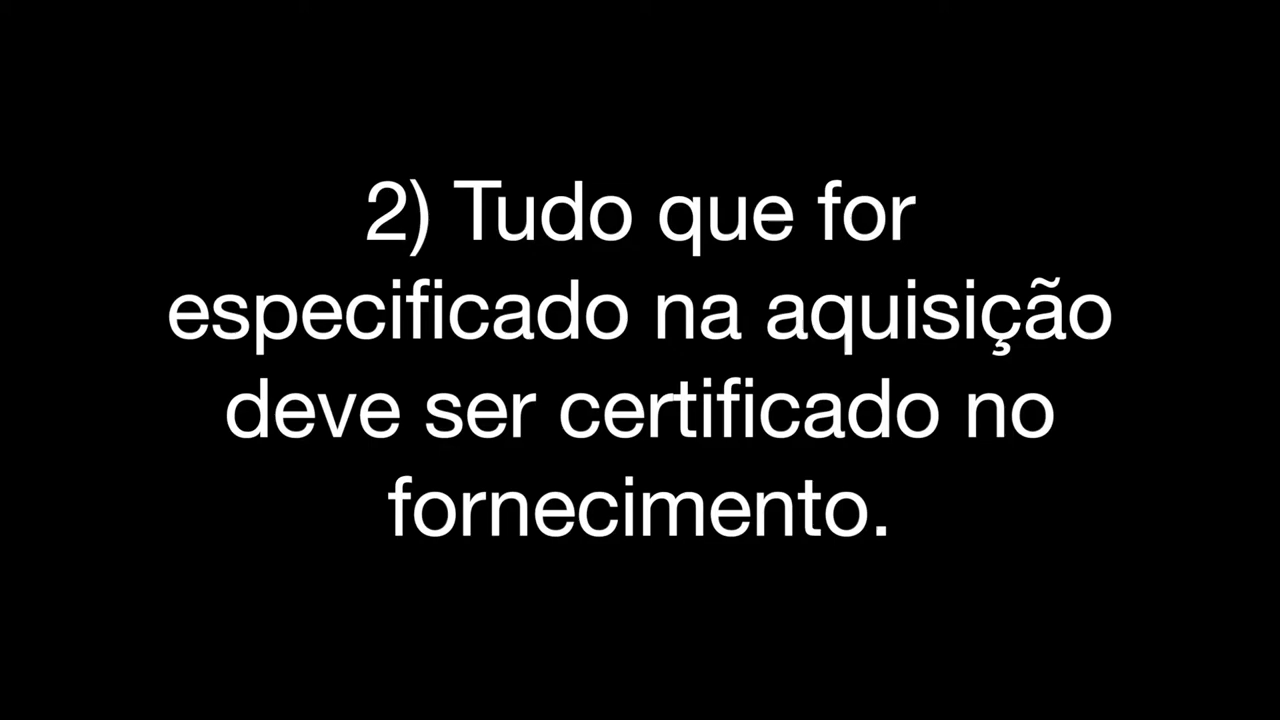 2) Tudo que for
especificado na aquisição
deve ser certificado no
fornecimento.